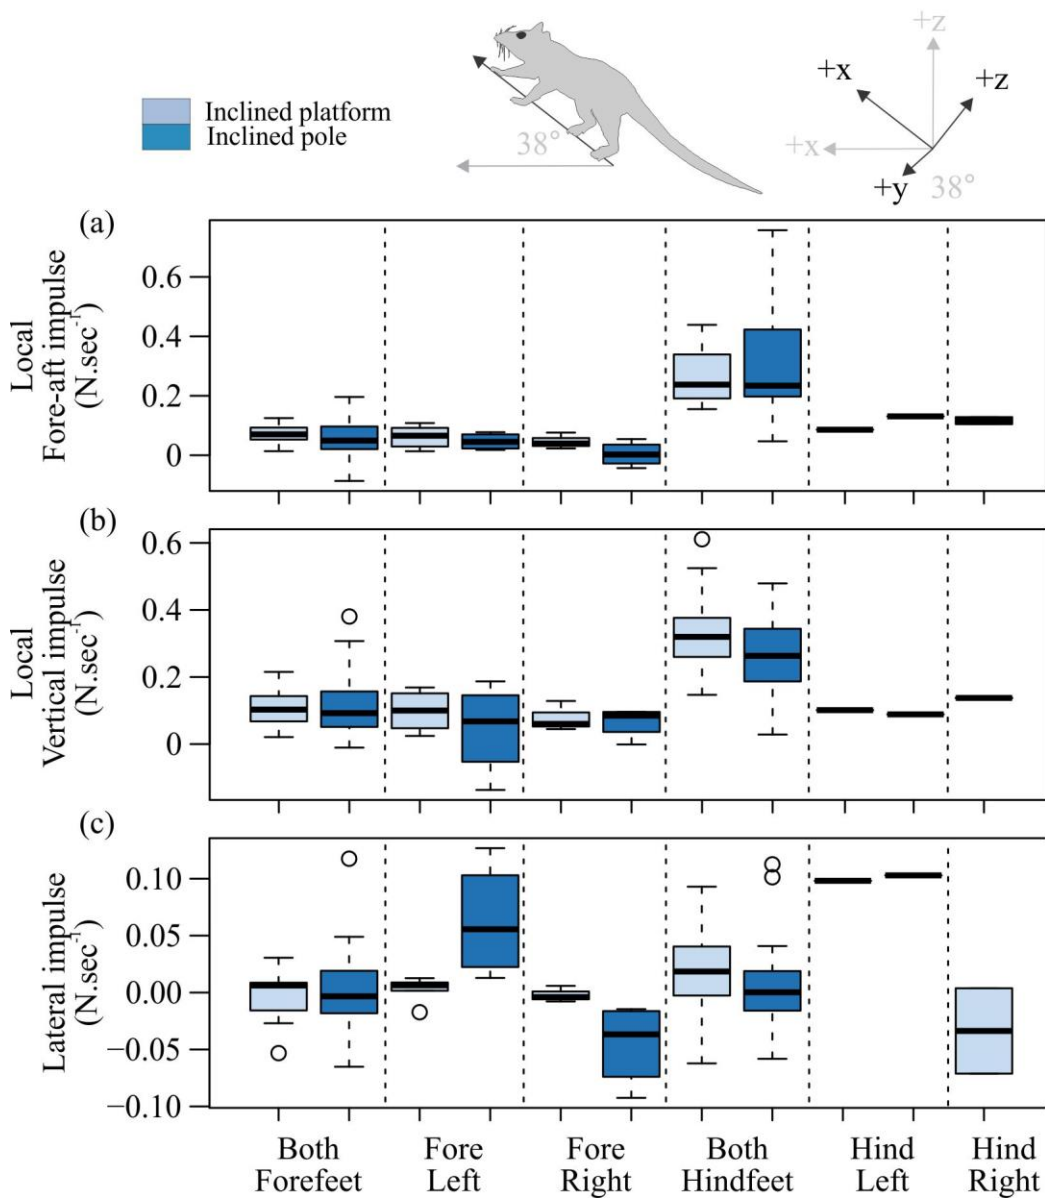 +z
+x
+z
+x
+y
38°
38°
Inclined platform
Inclined pole
(a)
Local
Fore-aft impulse
(N.sec⁻¹)
0.6
0.4
0.2
0
(b)
Local
Vertical impulse
(N.sec⁻¹)
0.6
0.4
0.2
0
(c)
Lateral impulse
(N.sec⁻¹)
0.10
0.05
0.00
−0.05
−0.10
Both
Forefeet
Fore
Left
Fore
Right
Both
Hindfeet
Hind
Left
Hind
Right